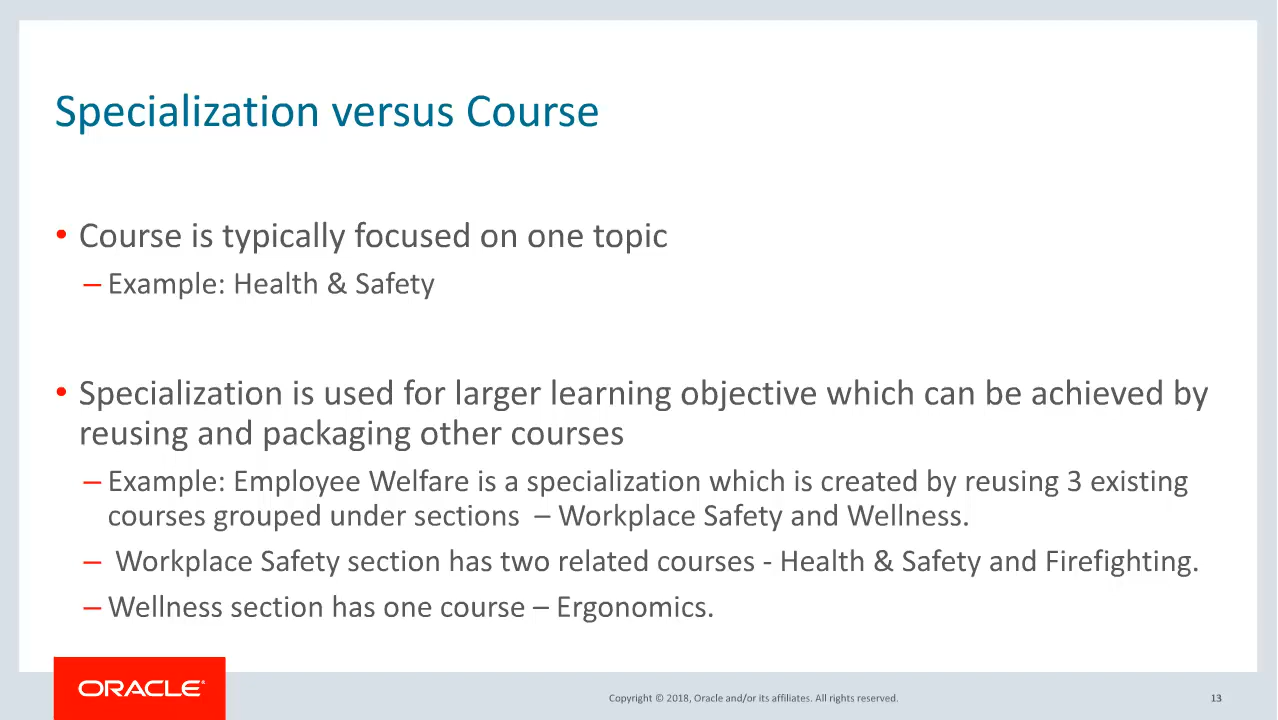 Specialization versus Course
• Course is typically focused on one topic
– Example: Health & Safety
• Specialization is used for larger learning objective which can be achieved by
reusing and packaging other courses
– Example: Employee Welfare is a specialization which is created by reusing 3 existing
courses grouped under sections – Workplace Safety and Wellness.
– Workplace Safety section has two related courses - Health & Safety and Firefighting.
– Wellness section has one course – Ergonomics.
ORACLE®
Copyright © 2018, Oracle and/or its affiliates. All rights reserved.
13